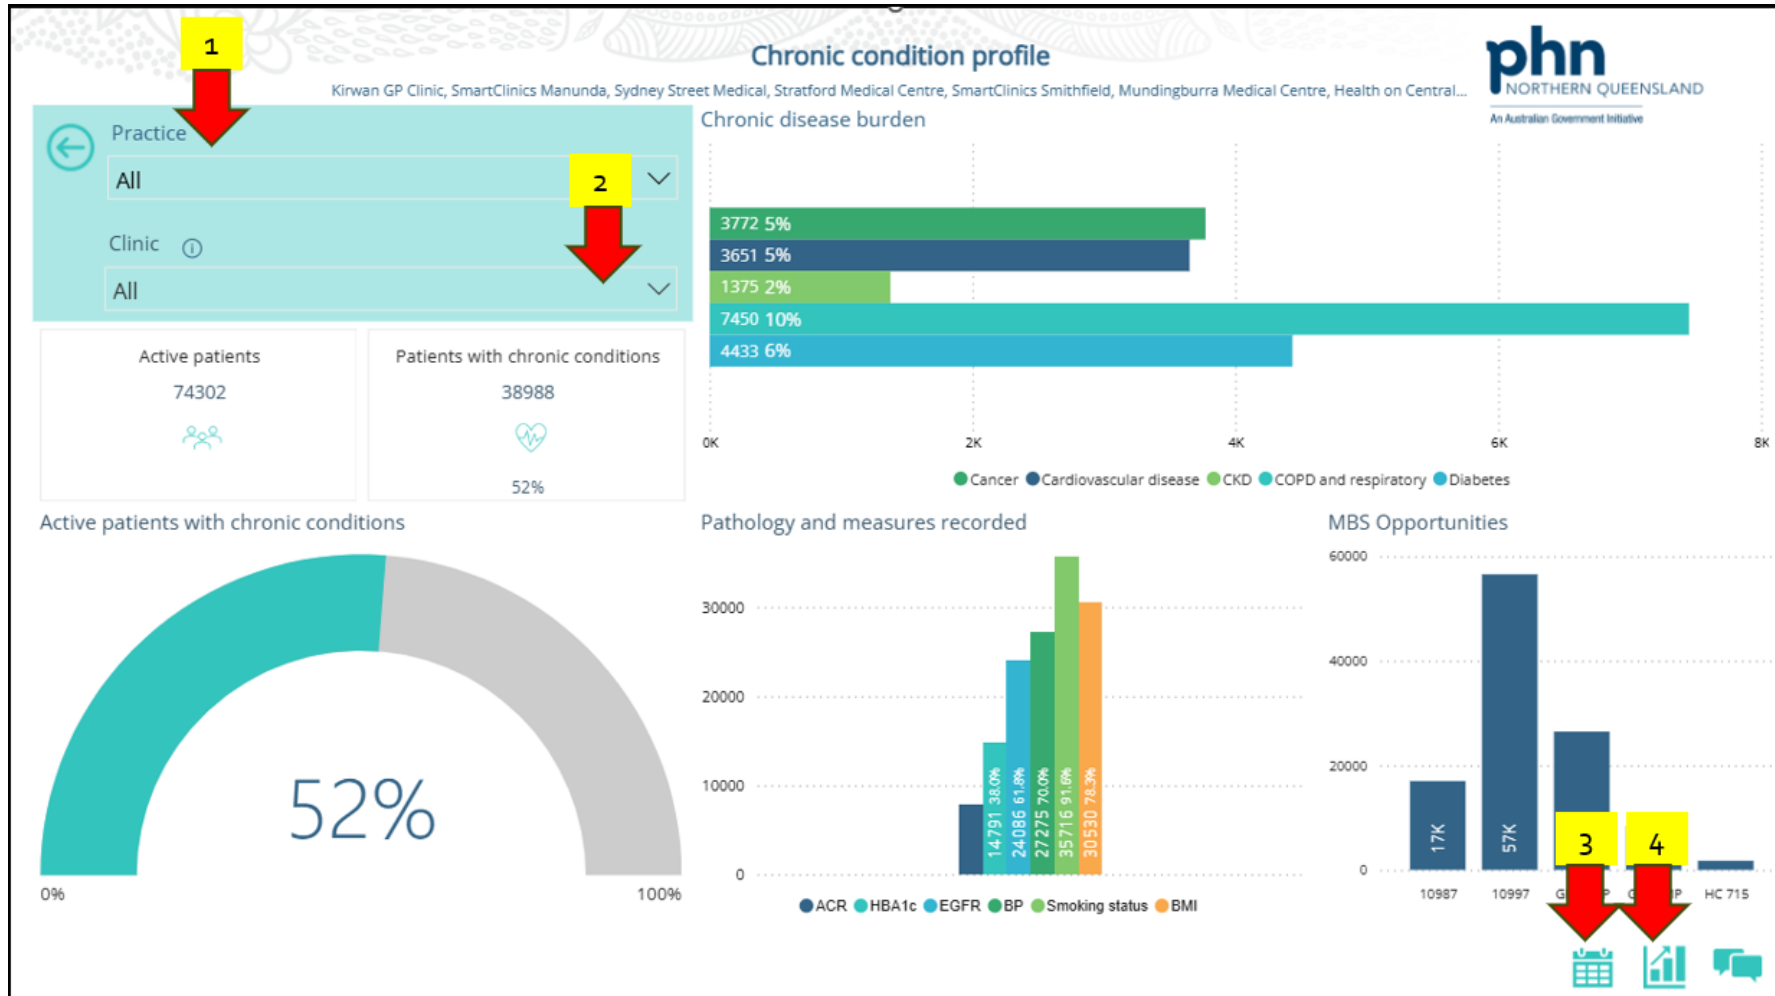 1
Chronic condition profile
phn
NORTHERN QUEENSLAND
An Australian Government Initiative
Kirwan GP Clinic, SmartClinics Manunda, Sydney Street Medical, Stratford Medical Centre, SmartClinics Smithfield, Mundingburra Medical Centre, Health on Central...
Practice
All
2
Clinic
All
Active patients
74302
Patients with chronic conditions
38988
52%
Chronic disease burden
3772 5%
3651 5%
1375 2%
7450 10%
4433 6%
0K 2K 4K 6K 8K
Cancer Cardiovascular disease CKD COPD and respiratory Diabetes
Active patients with chronic conditions
52%
0% 100%
Pathology and measures recorded
30000
20000
10000
0
14791 38.0%
24086 61.8%
27275 70.0%
35716 91.6%
30530 78.3%
ACR HBA1c EGFR BP Smoking status BMI
MBS Opportunities
60000
40000
20000
0
17K
57K
3
4
10987 10997 HC 715